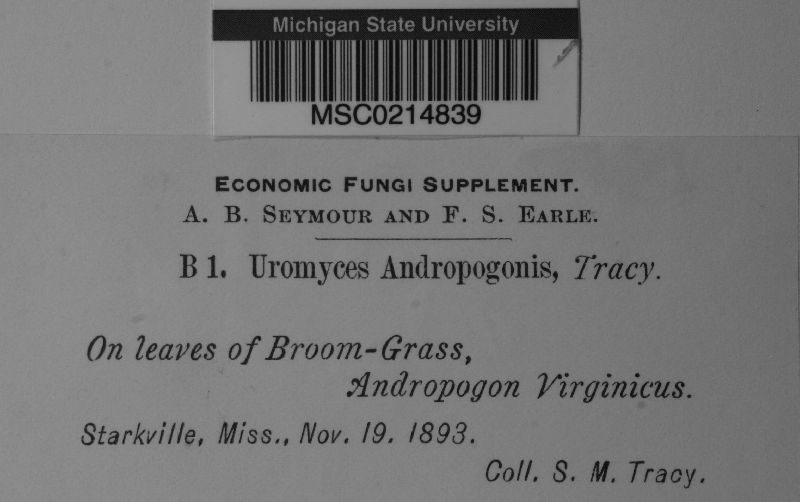 Michigan State University
MSC0214839
ECONOMIC FUNGI SUPPLEMENT.
A. B. SEYMOUR AND F. S. EARLE.
B 1. Uromyces Andropogonis, Tracy.
On leaves of Broom-Grass,
Andropogon Virginicus.
Starkville, Miss., Nov. 19. 1893.
Coll. S. M. Tracy.